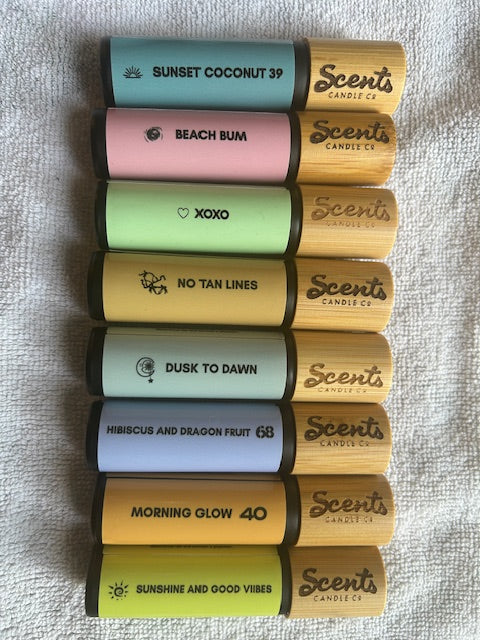 SUNSET COCONUT 39
Scents
CANDLE CO
BEACH BUM
Scents
CANDLE CO
XOXO
Scents
CANDLE CO
NO TAN LINES
Scents
CANDLE CO
DUSK TO DAWN
Scents
CANDLE CO
HIBISCUS AND DRAGON FRUIT 68
Scents
CANDLE CO
MORNING GLOW 40
Scents
CANDLE CO
SUNSHINE AND GOOD VIIBES
Scents
CANDLE CO